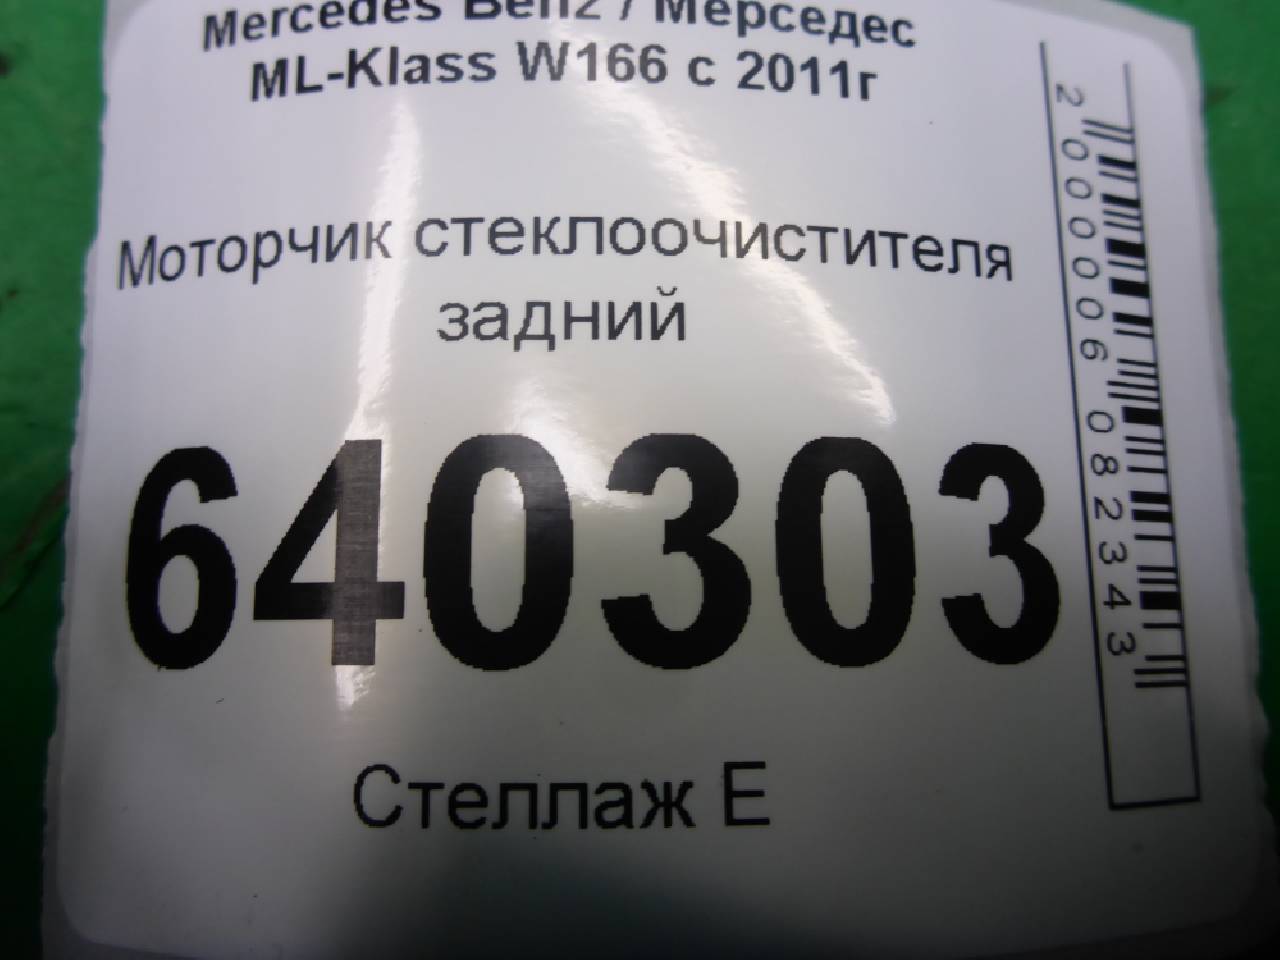 Mercedes Benz / Мерседес
ML-Klass W166 с 2011г
Моторчик стеклоочистителя
задний
640303
Стеллаж Е
2000006082343